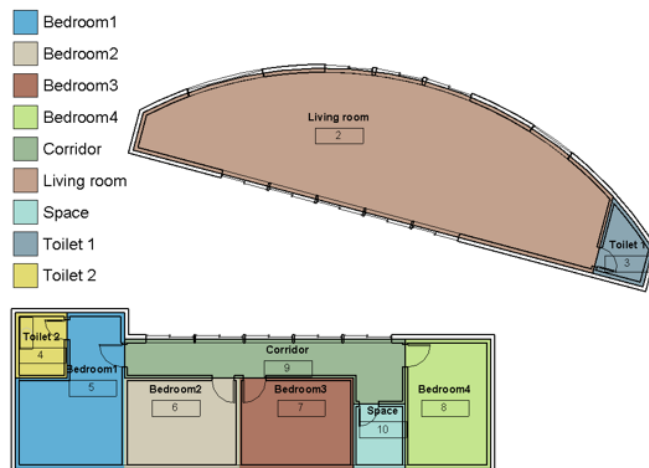 Bedroom1
Bedroom2
Bedroom3
Bedroom4
Corridor
Living room
Space
Toilet 1
Toilet 2
Living room
2
Toilet 1
3
Toilet 2
4
Bedroom1
5
Corridor
9
Bedroom2
6
Bedroom3
7
Space
10
Bedroom4
8